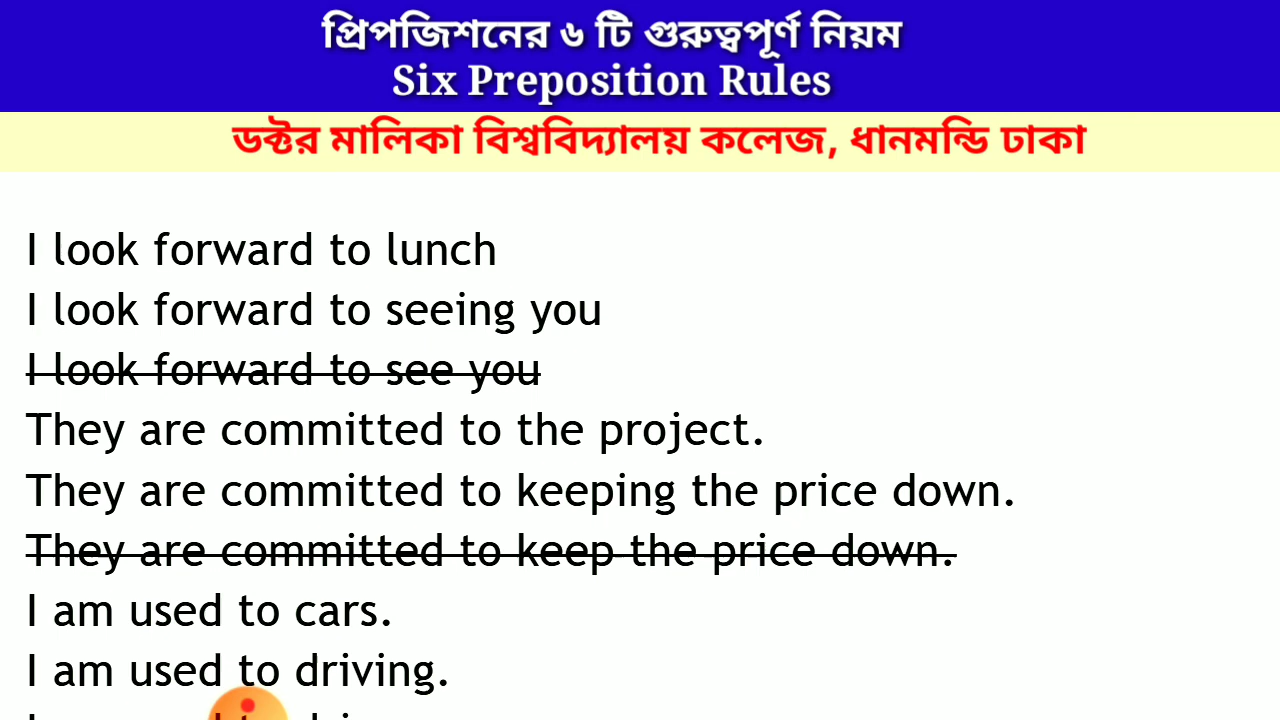 প্রিপজিশনের ৬ টি গুরুত্বপূর্ণ নিয়ম
Six Preposition Rules
ডক্টর মালিকা বিশ্ববিদ্যালয় কলেজ, ধানমন্ডি ঢাকা
I look forward to lunch
I look forward to seeing you
I look forward to see you
They are committed to the project.
They are committed to keeping the price down.
They are committed to keep the price down.
I am used to cars.
I am used to driving.